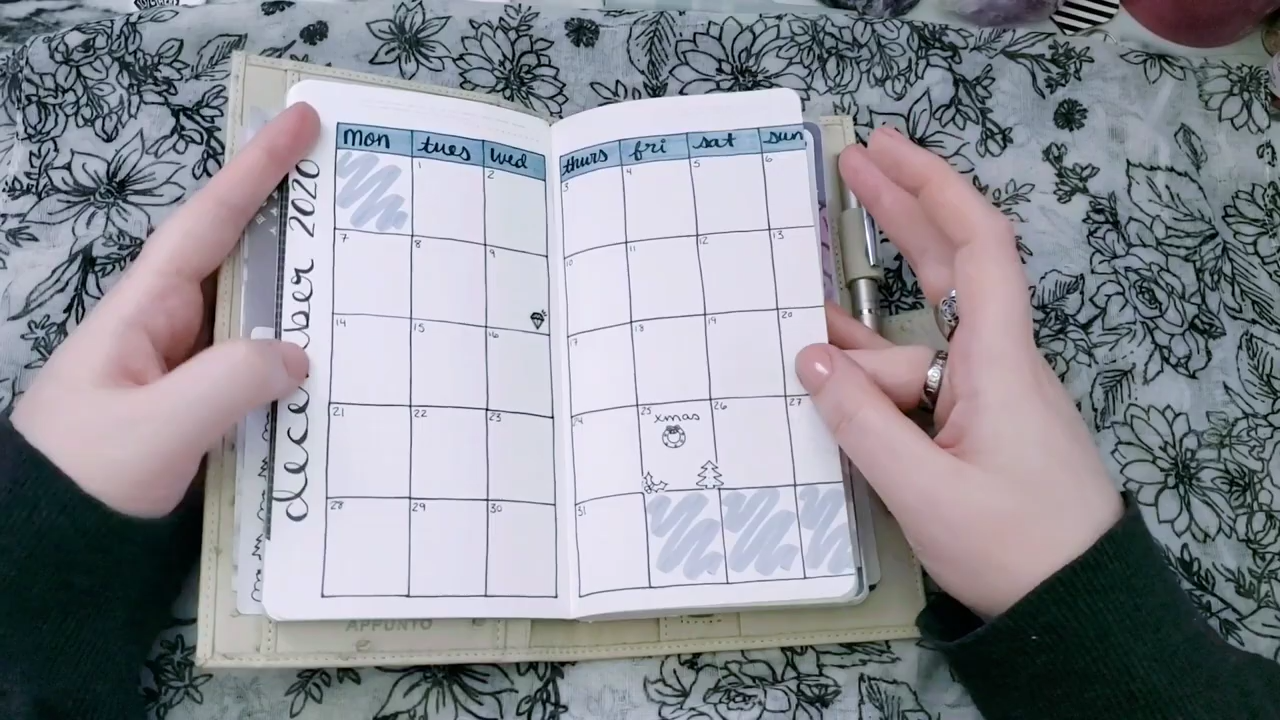 december 2020
mon tues wed thurs fri sat sun
1 2 3 4 5 6
7 8 9 10 11 12 13
14 15 16 17 18 19 20
21 22 23 24 25 26 27
xmas
28 29 30 31
APPUNTO